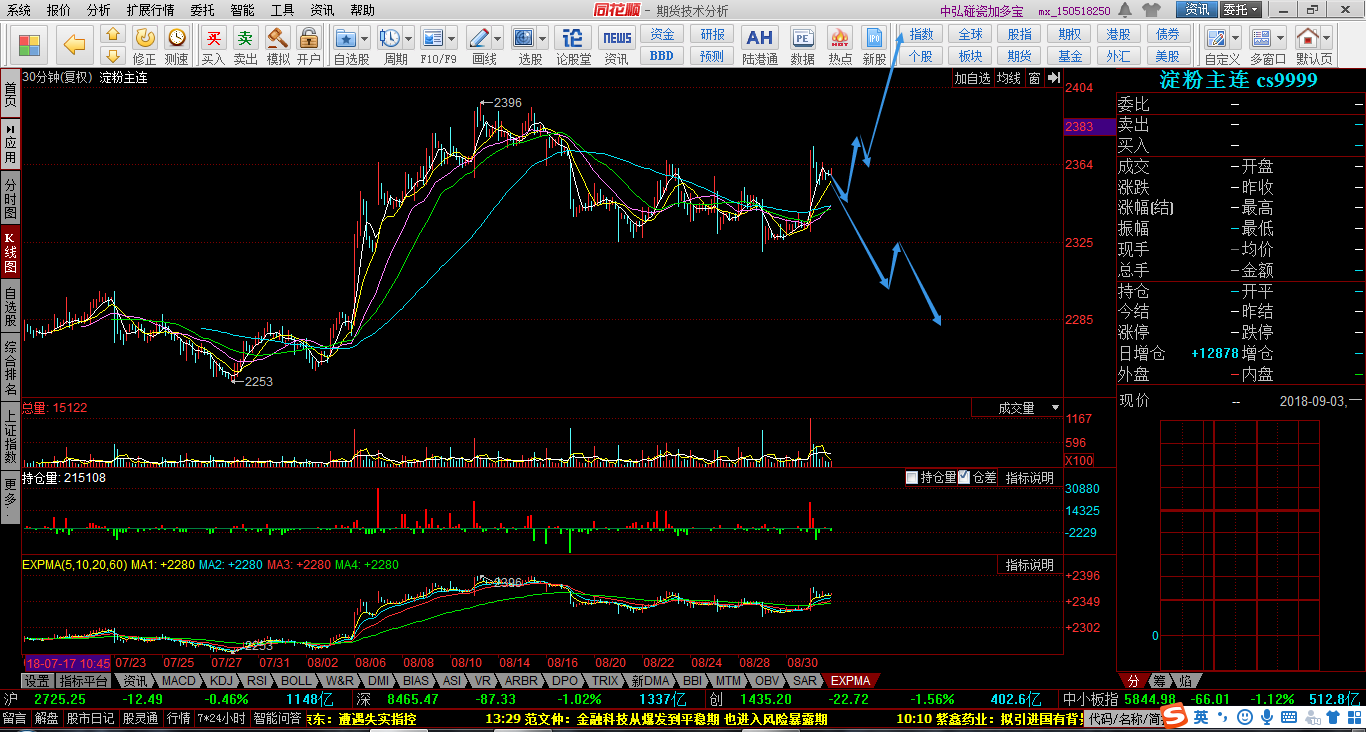 系统 报价 分析 扩展行情 委托 智能 工具 资讯 帮助 同花顺 - 期货技术分析 中弘碰瓷加多宝 mx_150518250 资讯 委托
买 卖 论 NEWS 资金 研报 AH PE HOT IPO 指数 全球 股指 期权 港股 债券
修正 测速 买入 卖出 模拟 开户 自选股 周期 F10/F9 画线 选股 论股堂 资讯 BBD 预测 陆港通 数据 热点 新股 个股 板块 期货 基金 外汇 美股 自定义 多窗口 默认页
首页
应用
分时图
K线图
自选股
综合排名
上证指数
更多
30分钟(复权) 淀粉主连
加自选 均线 窗
2396
2253
2404
2383
2364
2325
2285
总量: 15122
成交量
1167
596
X100
持仓量: 215108
持仓量 仓差 指标说明
30880
14325
-2229
EXPMA(5,10,20,60) MA1: +2280 MA2: +2280 MA3: +2280 MA4: +2280
指标说明
2396
2253
+2396
+2349
+2302
18-07-17 10:45 07/23 07/25 07/27 07/31 08/02 08/06 08/08 08/10 08/14 08/16 08/20 08/22 08/24 08/28 08/30
设置 指标平台 资讯 MACD KDJ RSI BOLL W&R DMI BIAS ASI VR ARBR DPO TRIX 新DMA BBI MTM OBV SAR EXPMA
淀粉主连 cs9999
委比 –
卖出 –
买入 –
成交 – 开盘 –
涨跌 – 昨收 –
涨幅(结) – 最高 –
振幅 – 最低 –
现手 – 均价 –
总手 – 金额 –
持仓 – 开平 –
今结 – 昨结 –
涨停 – 跌停 –
日增仓 +12878 增仓 –
外盘 – 内盘 –
现价 -- 2018-09-03,一
0
分 筹 焰
沪 2725.25 -12.49 -0.46% 1148亿 深 8465.47 -87.33 -1.02% 1337亿 创 1435.20 -22.72 -1.56% 402.6亿 中小板指 5844.98 -66.01 -1.12% 512.8亿
留言 解盘 股市日记 股灵通 行情 7*24小时 智能问答 京东: 遭遇失实指控 13:29 范文仲: 金融科技从爆发到平稳期 也进入风险暴露期 10:10 紫鑫药业: 拟引进国有背景 代码/名称/简 S 英